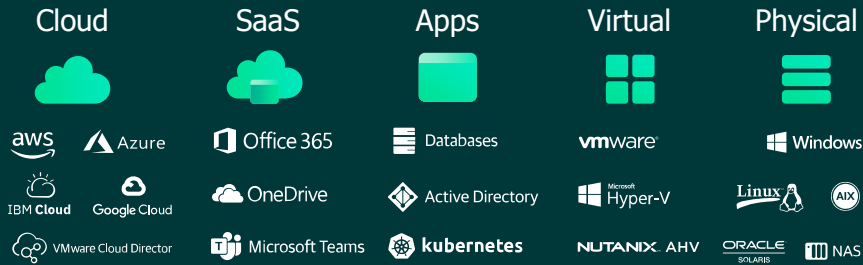 Cloud
SaaS
Apps
Virtual
Physical
aws
Azure
Office 365
Databases
vmware®
Windows
IBM Cloud
Google Cloud
OneDrive
Active Directory
Microsoft
Hyper-V
Linux
AIX
VMware Cloud Director
T
Microsoft Teams
kubernetes
NUTANIX AHV
ORACLE
SOLARIS
NAS